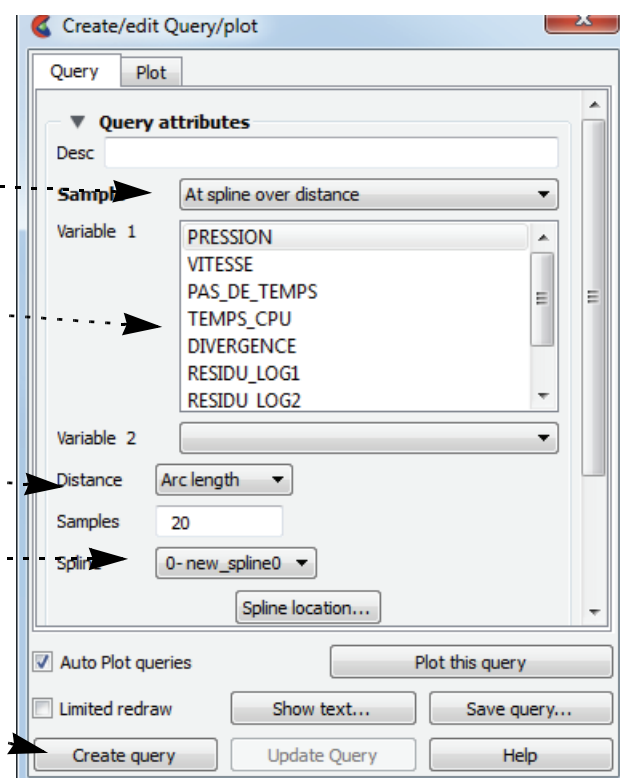 Create/edit Query/plot
Query Plot
Query attributes
Desc
Sample At spline over distance
Variable 1 PRESSION
VITESSE
PAS_DE_TEMPS
TEMPS_CPU
DIVERGENCE
RESIDU_LOG1
RESIDU_LOG2
Variable 2
Distance Arc length
Samples 20
Spline 0- new_spline0
Spline location...
Auto Plot queries Plot this query
Limited redraw Show text... Save query...
Create query Update Query Help